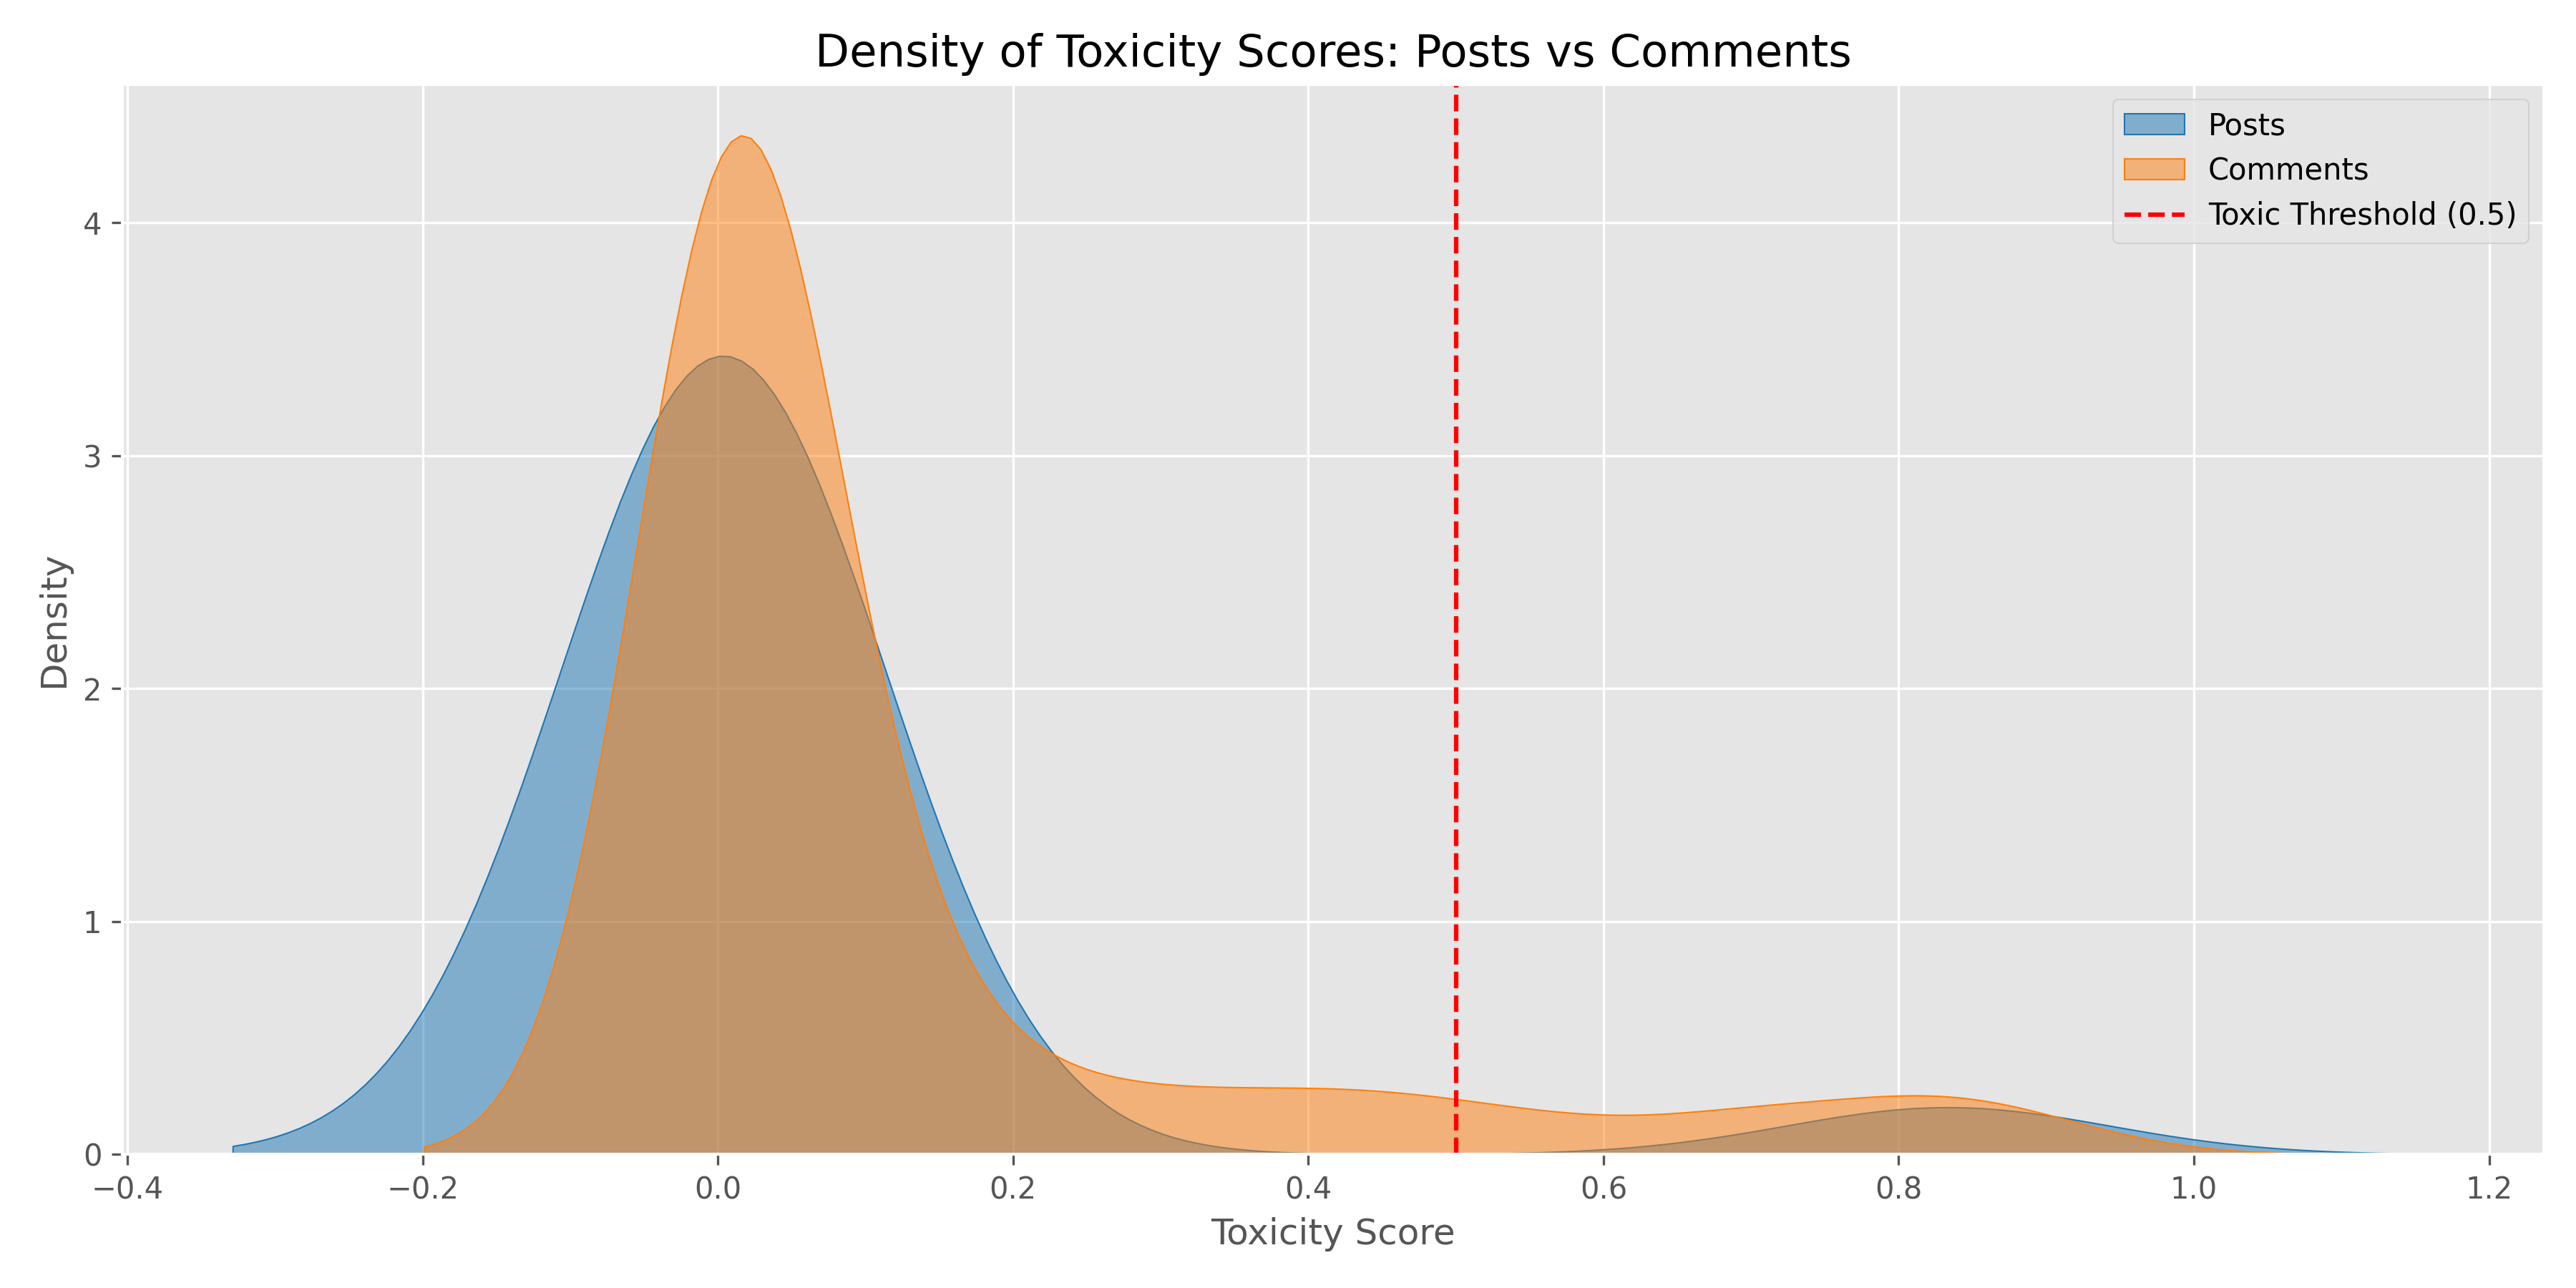 Density of Toxicity Scores: Posts vs Comments
Posts
Comments
Toxic Threshold (0.5)
Density
4
3
2
1
0
−0.4 −0.2 0.0 0.2 0.4 0.6 0.8 1.0 1.2
Toxicity Score